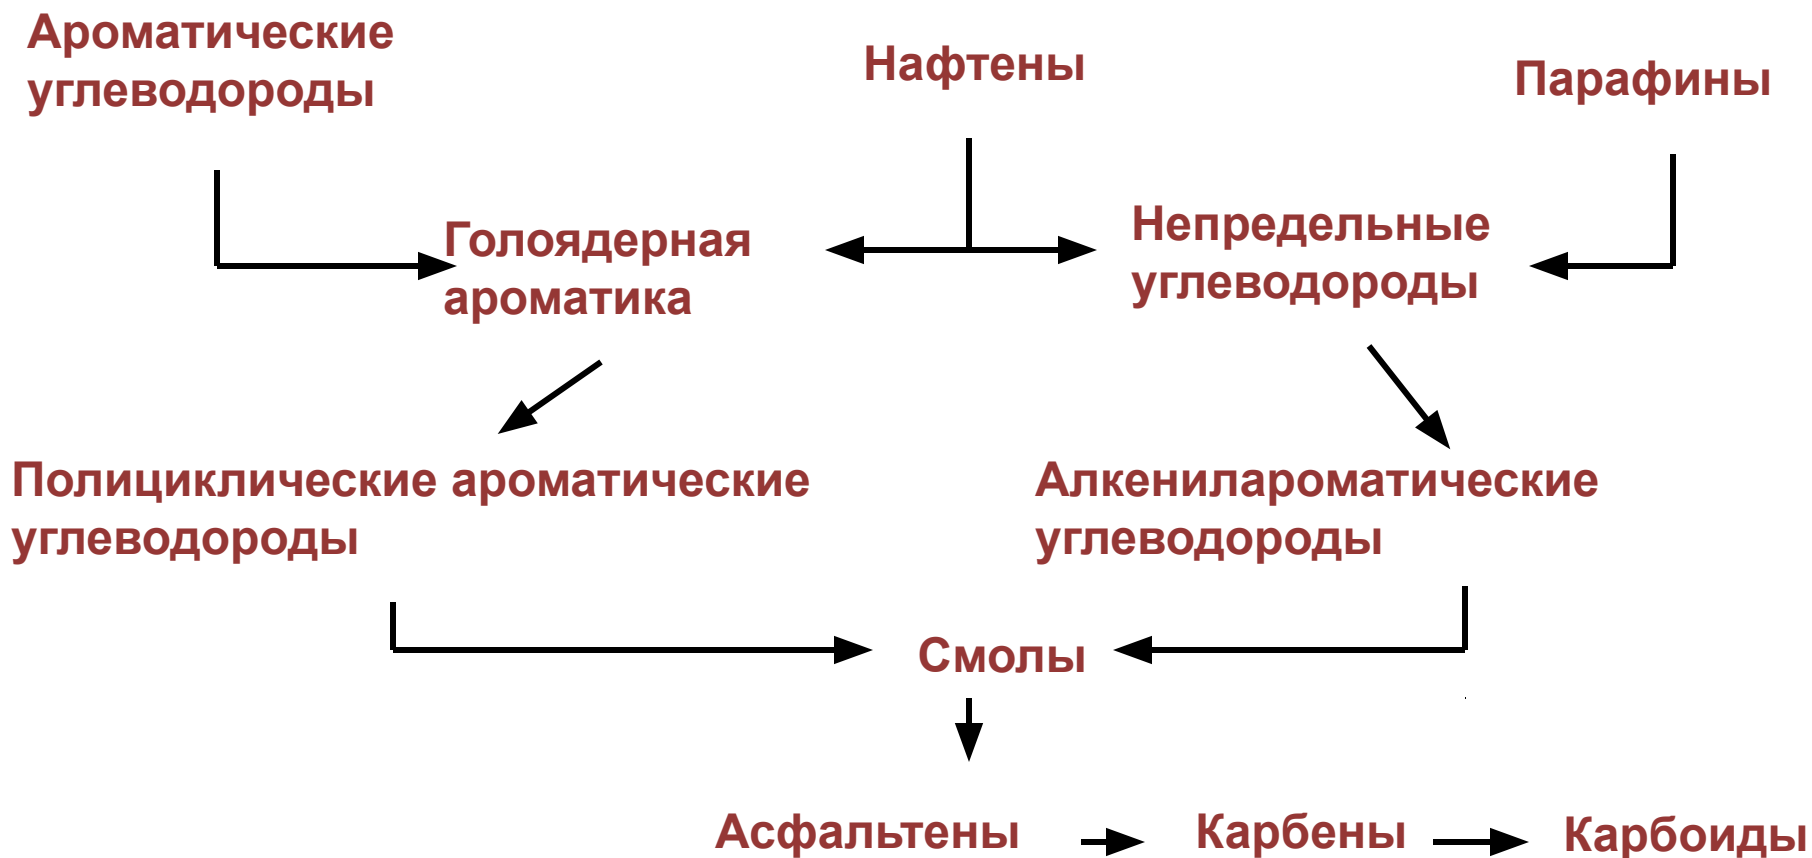 Ароматические
углеводороды
Нафтены
Парафины
Голоядерная
ароматика
Непредельные
углеводороды
Полициклические ароматические
углеводороды
Алкенилароматические
углеводороды
Смолы
Асфальтены
Карбены
Карбоиды